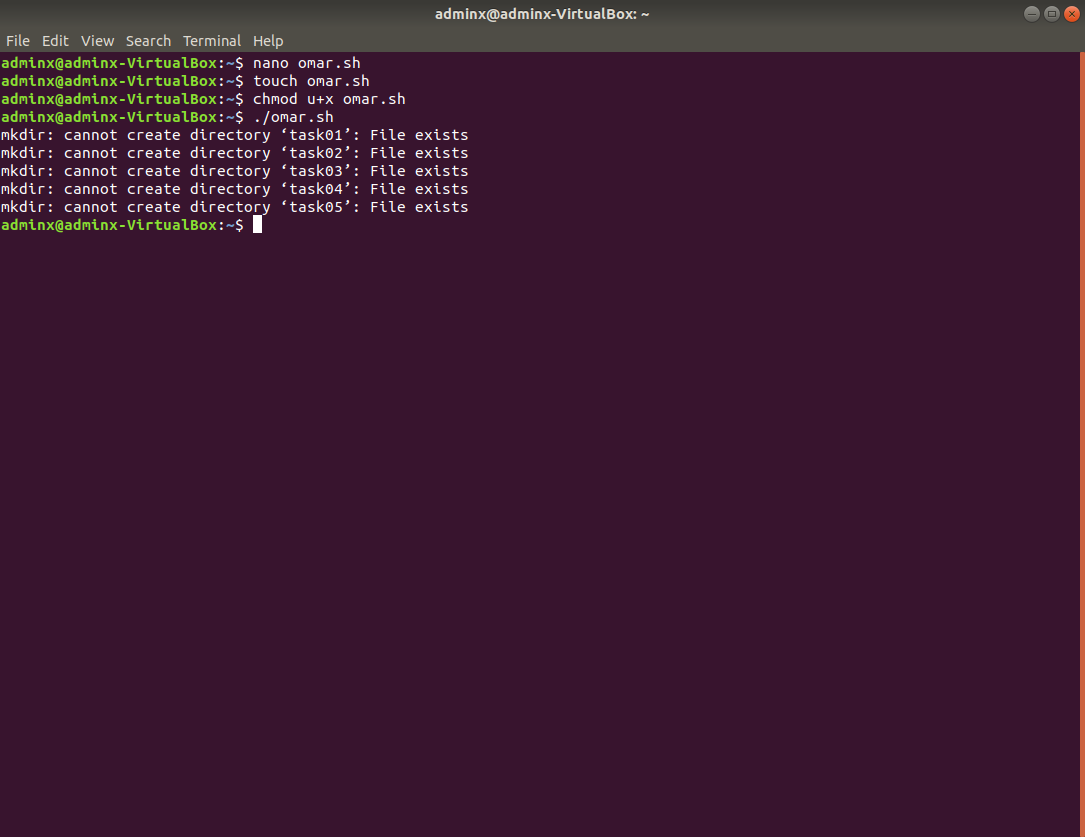 adminx@adminx-VirtualBox: ~
File Edit View Search Terminal Help
adminx@adminx-VirtualBox:~$ nano omar.sh
adminx@adminx-VirtualBox:~$ touch omar.sh
adminx@adminx-VirtualBox:~$ chmod u+x omar.sh
adminx@adminx-VirtualBox:~$ ./omar.sh
mkdir: cannot create directory ‘task01’: File exists
mkdir: cannot create directory ‘task02’: File exists
mkdir: cannot create directory ‘task03’: File exists
mkdir: cannot create directory ‘task04’: File exists
mkdir: cannot create directory ‘task05’: File exists
adminx@adminx-VirtualBox:~$